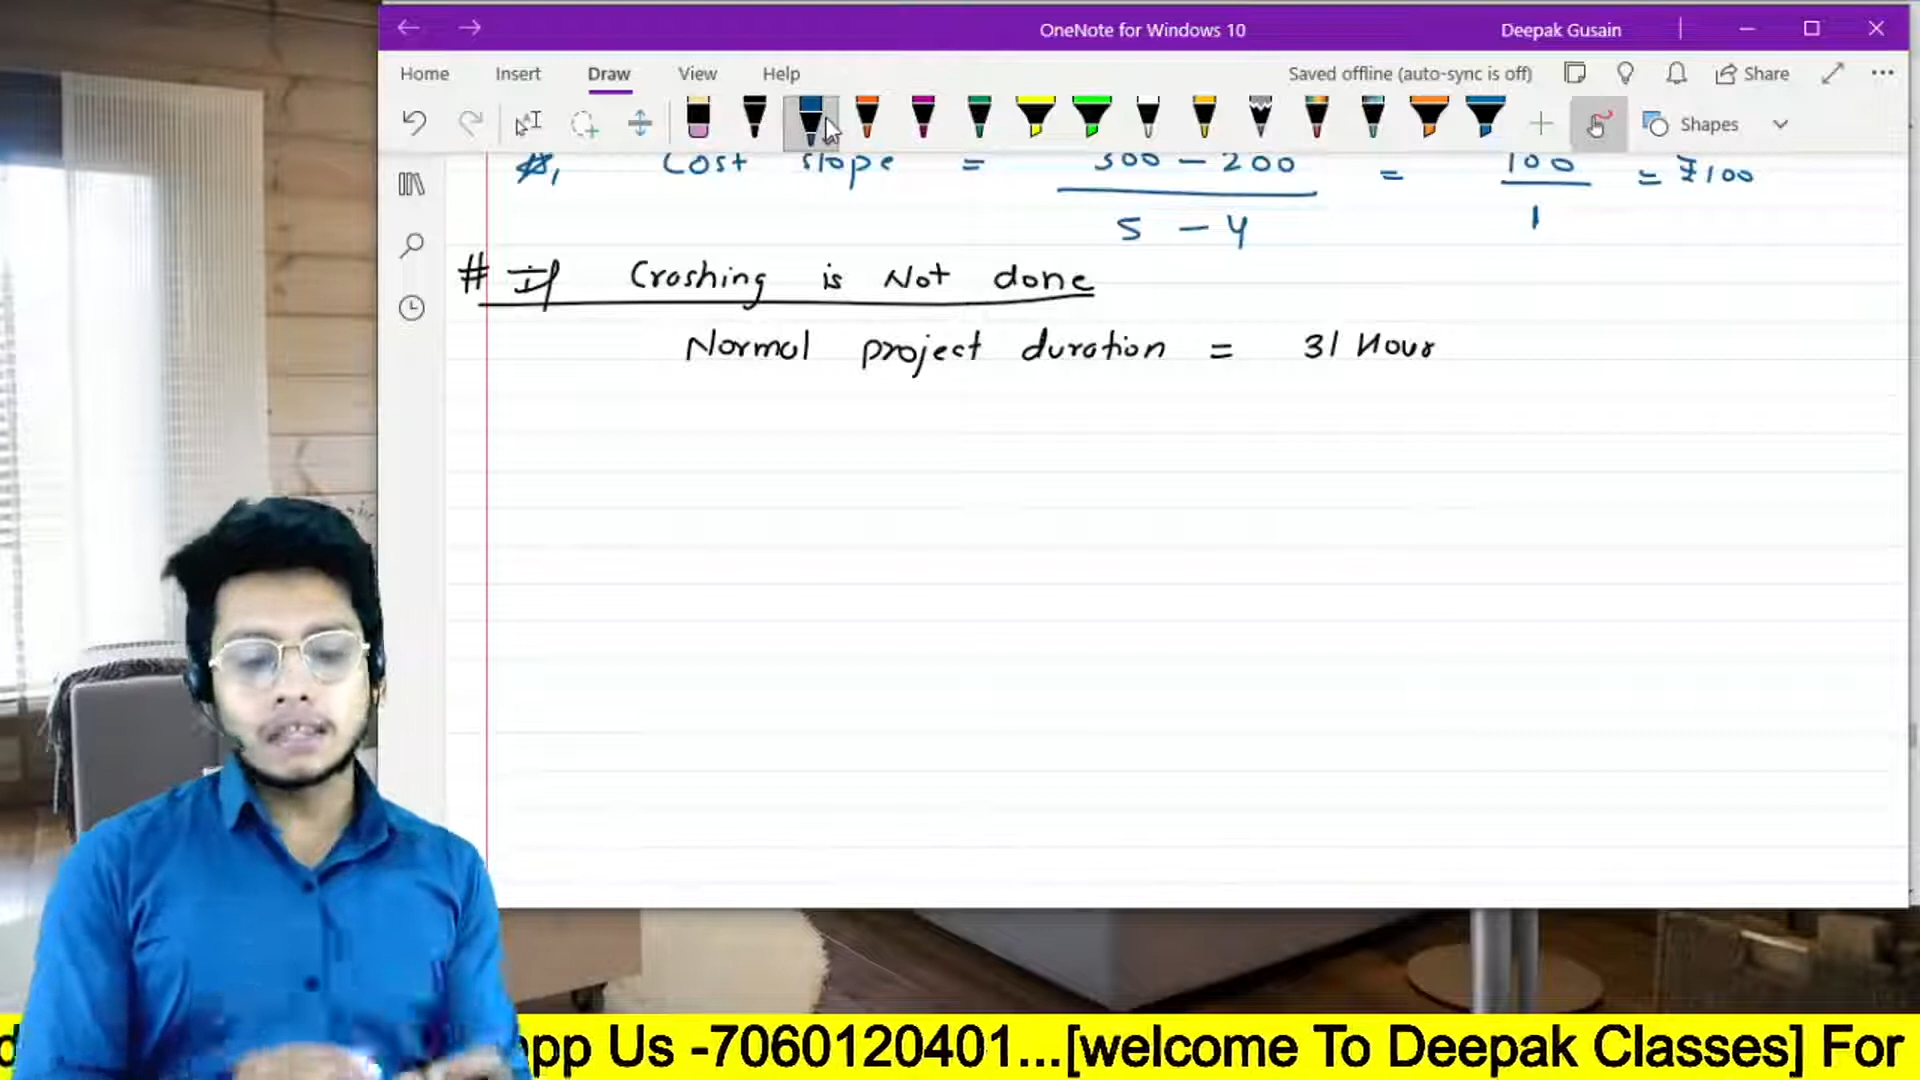 OneNote for Windows 10
Deepak Gusain
Home Insert Draw View Help
Saved offline (auto-sync is off)
Share
Shapes
Cost slope = 300 - 200 = 100 = ₹100
5 - 4 1
# If Crashing is Not done
Normal project duration = 31 Hour
app Us -7060120401...[welcome To Deepak Classes] For